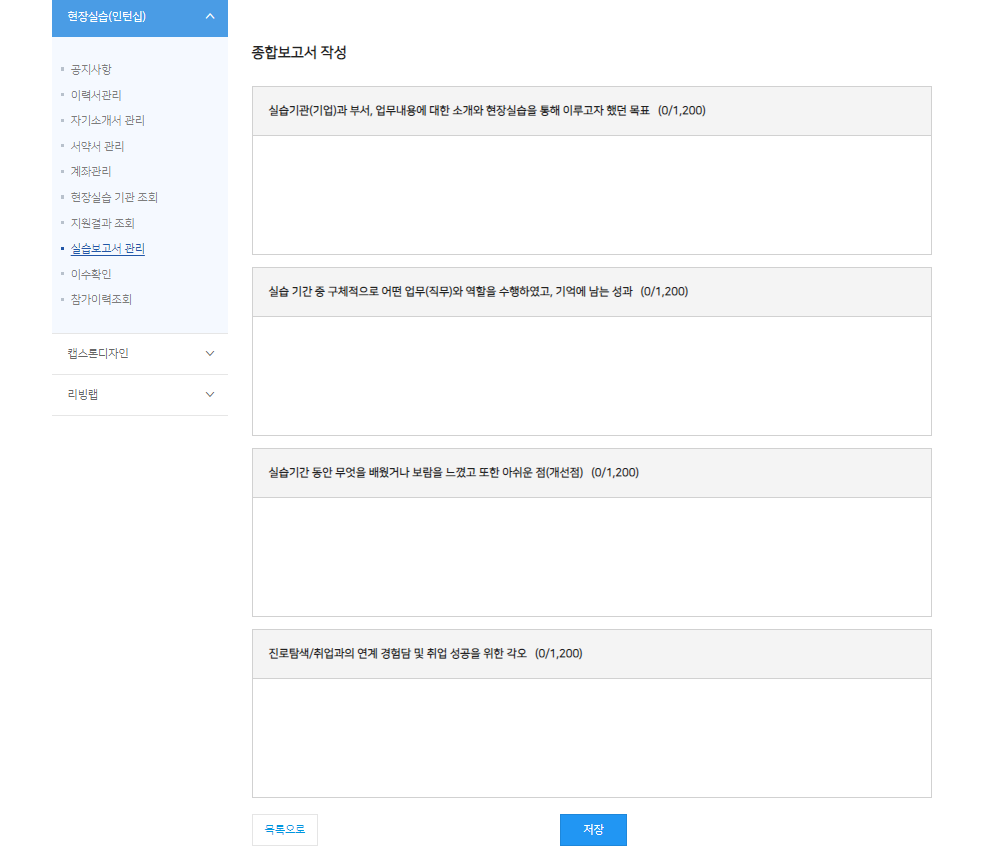 현장실습(인턴십)
공지사항
이력서관리
자기소개서 관리
서약서 관리
계좌관리
현장실습 기관 조회
지원결과 조회
실습보고서 관리
이수확인
참가이력조회
캡스톤디자인
리빙랩
종합보고서 작성
실습기관(기업)과 부서, 업무내용에 대한 소개와 현장실습을 통해 이루고자 했던 목표 (0/1,200)
실습 기간 중 구체적으로 어떤 업무(직무)와 역할을 수행하였고, 기억에 남는 성과 (0/1,200)
실습기간 동안 무엇을 배웠거나 보람을 느꼈고 또한 아쉬운 점(개선점) (0/1,200)
진로탐색/취업과의 연계 경험담 및 취업 성공을 위한 각오 (0/1,200)
목록으로
저장